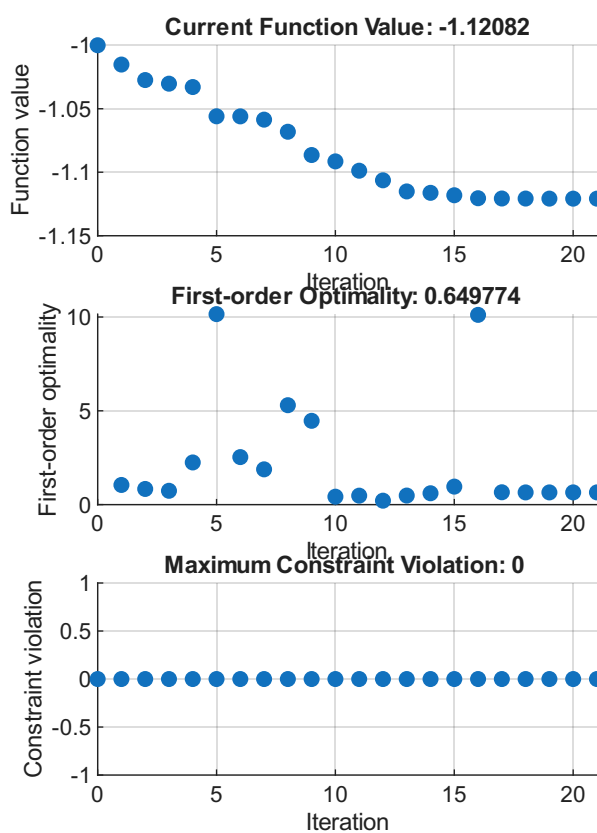 Current Function Value: -1.12082
Function value
-1
-1.05
-1.1
-1.15
0 5 10 15 20
Iteration
First-order Optimality: 0.649774
First-order optimality
10
5
0
0 5 10 15 20
Iteration
Maximum Constraint Violation: 0
Constraint violation
1
0.5
0
-0.5
-1
0 5 10 15 20
Iteration